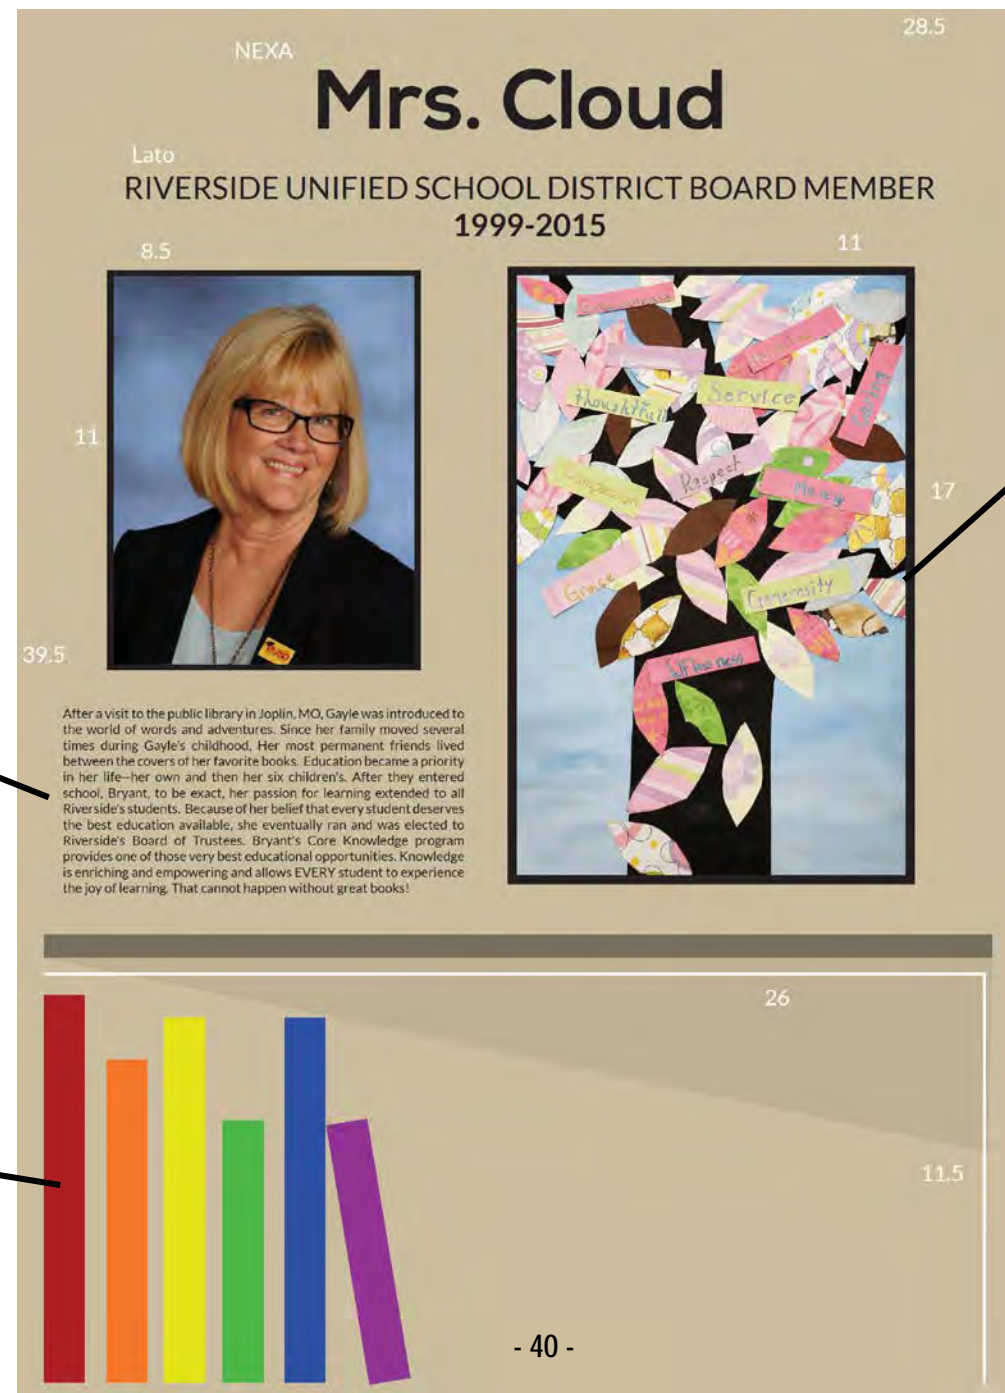 28.5
NEXA
Mrs. Cloud
Lato
RIVERSIDE UNIFIED SCHOOL DISTRICT BOARD MEMBER
1999-2015
8.5
11
11
17
39.5
Thoughtfull
Service
Caring
Respect
Grace
Generosity
After a visit to the public library in Joplin, MO, Gayle was introduced to
the world of words and adventures. Since her family moved several
times during Gayle's childhood, Her most permanent friends lived
between the covers of her favorite books. Education became a priority
in her life--her own and then her six children's. After they entered
school, Bryant, to be exact, her passion for learning extended to all
Riverside's students. Because of her belief that every student deserves
the best education available, she eventually ran and was elected to
Riverside's Board of Trustees. Bryant's Core Knowledge program
provides one of those very best educational opportunities. Knowledge
is enriching and empowering and allows EVERY student to experience
the joy of learning. That cannot happen without great books!
26
11.5
- 40 -